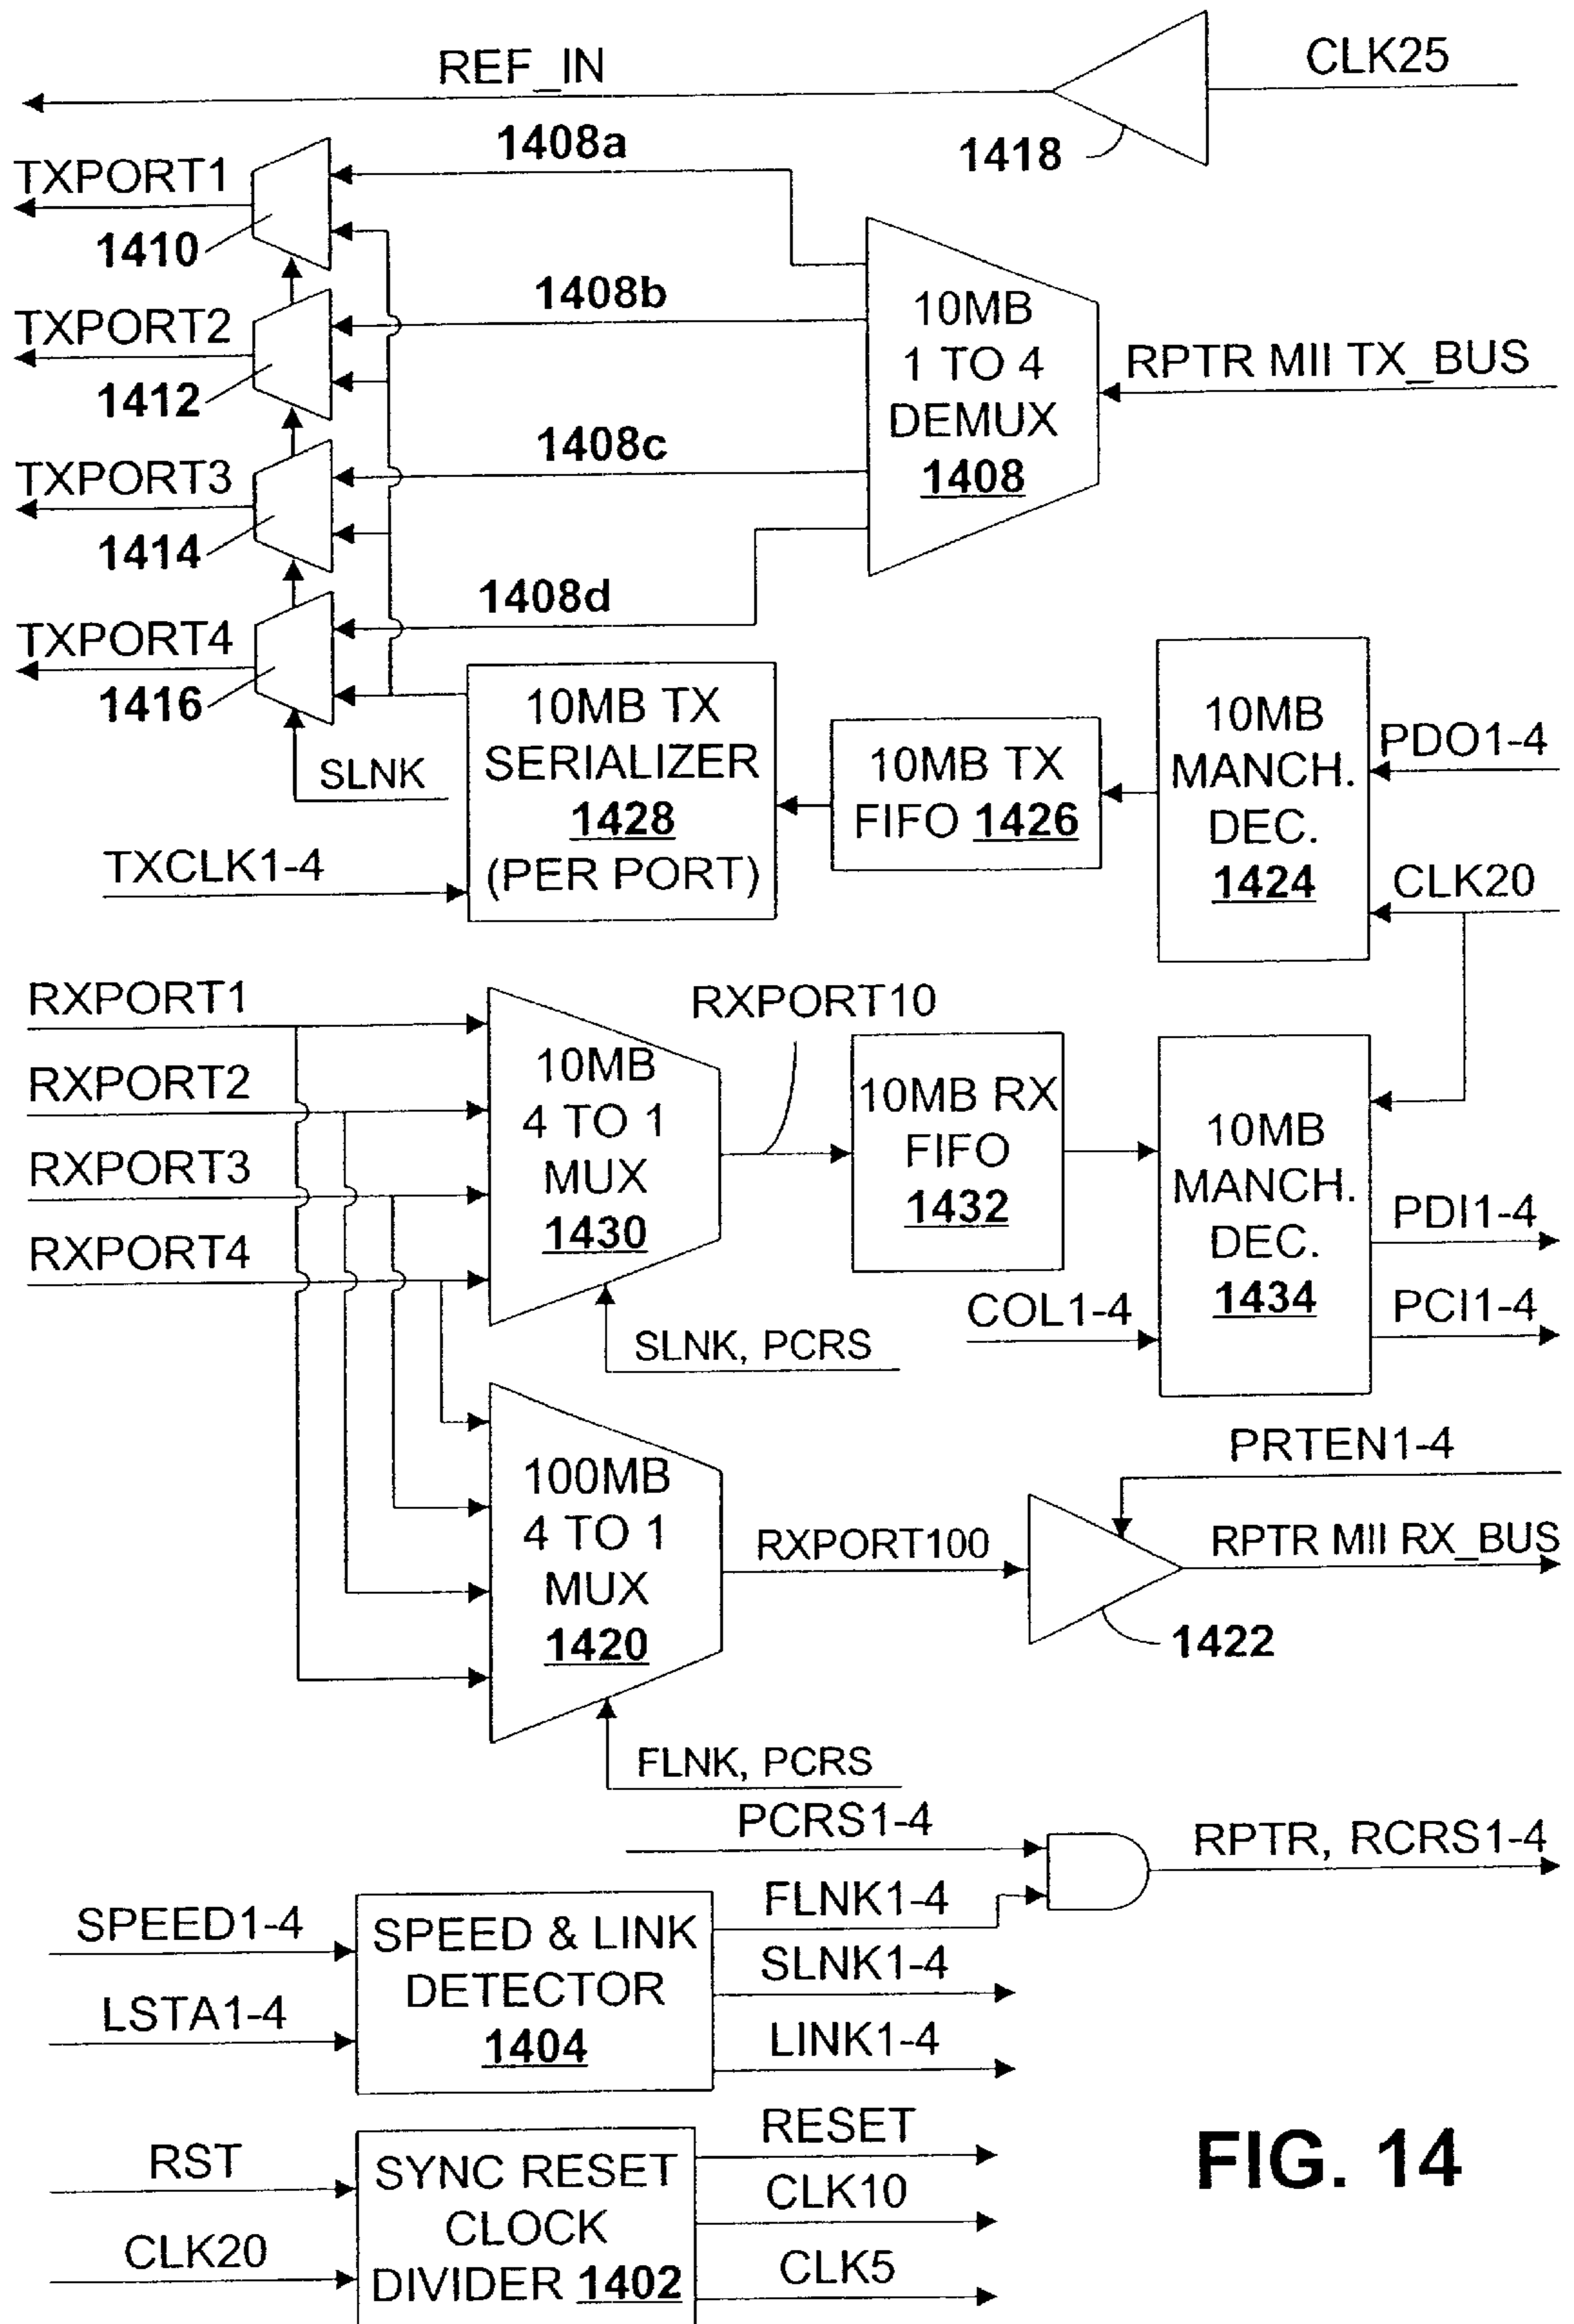 REF_IN
CLK25
1418
1408a
TXPORT1
1410
1408b
TXPORT2
1412
10MB
1 TO 4
DEMUX
1408
RPTR MII TX_BUS
1408c
TXPORT3
1414
1408d
TXPORT4
1416
SLNK
10MB TX
SERIALIZER
1428
(PER PORT)
TXCLK1-4
10MB TX
FIFO 1426
10MB
MANCH.
DEC.
1424
PDO1-4
CLK20
RXPORT1
RXPORT2
RXPORT3
RXPORT4
10MB
4 TO 1
MUX
1430
RXPORT10
10MB RX
FIFO
1432
10MB
MANCH.
DEC.
1434
PDI1-4
PCI1-4
COL1-4
SLNK, PCRS
100MB
4 TO 1
MUX
1420
RXPORT100
PRTEN1-4
RPTR MII RX_BUS
1422
FLNK, PCRS
PCRS1-4
RPTR, RCRS1-4
SPEED1-4
LSTA1-4
SPEED & LINK
DETECTOR
1404
FLNK1-4
SLNK1-4
LINK1-4
RST
CLK20
SYNC RESET
CLOCK
DIVIDER 1402
RESET
CLK10
CLK5
FIG. 14